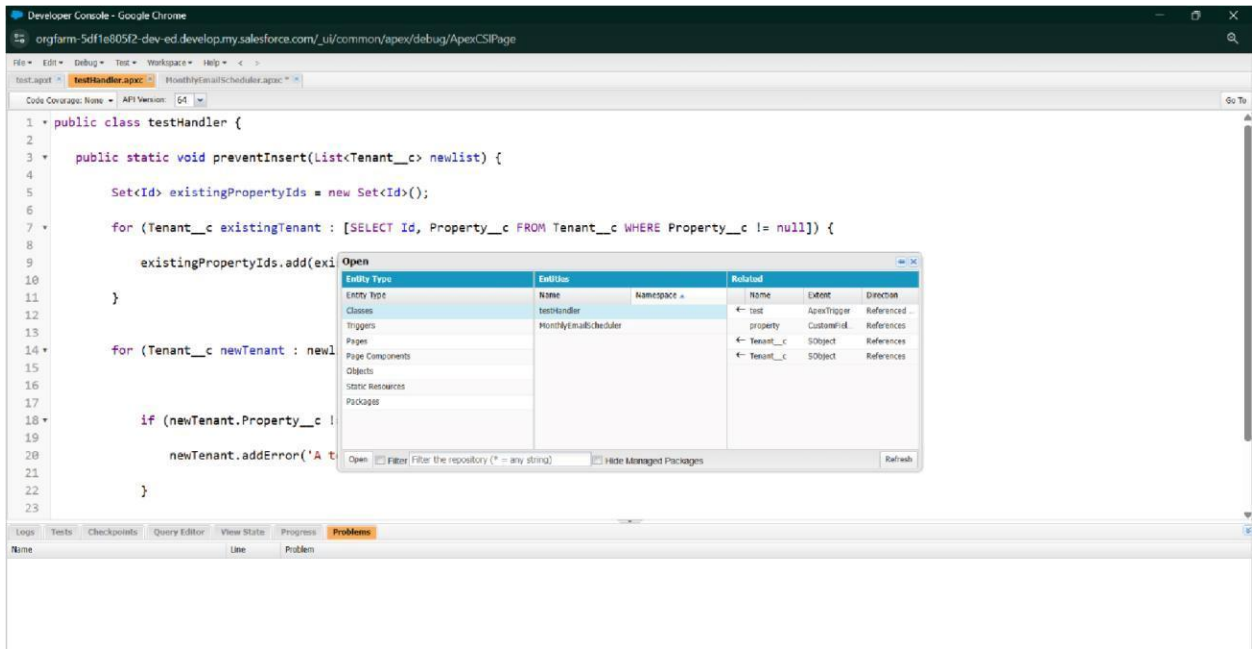 Developer Console - Google Chrome
orgfarm-5df1e805f2-dev-ed.develop.my.salesforce.com/_ui/common/apex/debug/ApexCSIPage
File Edit Debug Test Workspace Help < >
test.apxt testHandler.apxc MonthlyEmailScheduler.apxc *
Code Coverage: None API Version: 64 Go To
1 public class testHandler {
2
3 public static void preventInsert(List<Tenant__c> newlist) {
4
5 Set<Id> existingPropertyIds = new Set<Id>();
6
7 for (Tenant__c existingTenant : [SELECT Id, Property__c FROM Tenant__c WHERE Property__c != null]) {
8
9 existingPropertyIds.add(exi
10
11 }
12
13
14 for (Tenant__c newTenant : newl
15
16
17
18 if (newTenant.Property__c !
19
20 newTenant.addError('A t
21
22 }
23
Open
Entity Type Entities Related
Entity Type Name Namespace Name Extent Direction
Classes testHandler ← test ApexTrigger Referenced ...
Triggers MonthlyEmailScheduler property CustomFiel... References
Pages ← Tenant__c SObject References
Page Components ← Tenant__c SObject References
Objects
Static Resources
Packages
Open Filter Filter the repository (* = any string) Hide Managed Packages Refresh
Logs Tests Checkpoints Query Editor View State Progress Problems
Name Line Problem